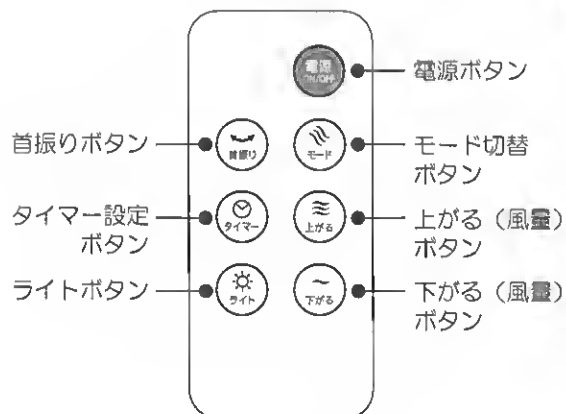 電源
ON/OFF
電源ボタン
首振りボタン
首振り
モード
モード切替
ボタン
タイマー設定
ボタン
タイマー
上がる
上がる（風量）
ボタン
ライトボタン
ライト
下がる
下がる（風量）
ボタン